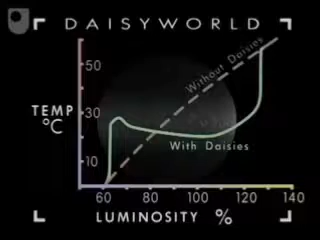 DAISYWORLD
Without Daisies
50
TEMP
°C
30
With Daisies
10
60 80 100 120 140
LUMINOSITY %